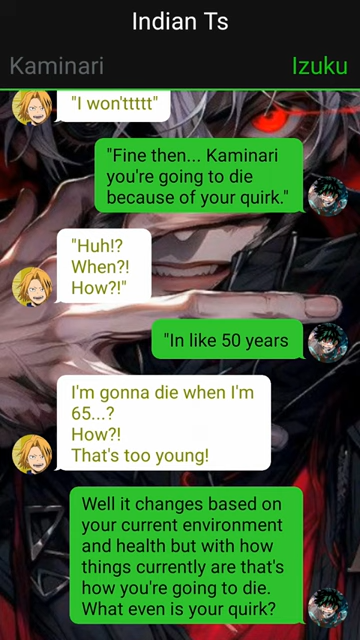 Indian Ts
Kaminari
Izuku
"I won'ttttt"
"Fine then... Kaminari
you're going to die
because of your quirk."
"Huh!?
When?!
How?!"
"In like 50 years
I'm gonna die when I'm
65...?
How?!
That's too young!
Well it changes based on
your current environment
and health but with how
things currently are that's
how you're going to die.
What even is your quirk?